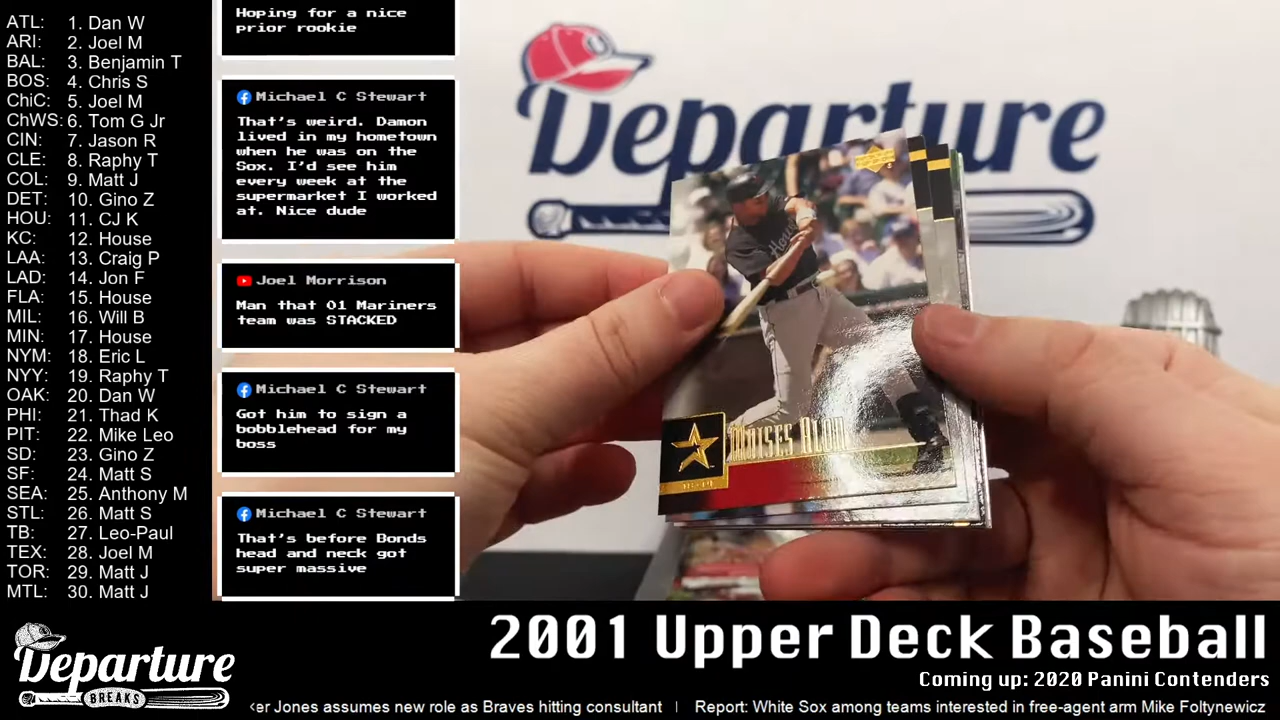 ATL: 1. Dan W
ARI: 2. Joel M
BAL: 3. Benjamin T
BOS: 4. Chris S
ChiC: 5. Joel M
ChWS: 6. Tom G Jr
CIN: 7. Jason R
CLE: 8. Raphy T
COL: 9. Matt J
DET: 10. Gino Z
HOU: 11. CJ K
KC: 12. House
LAA: 13. Craig P
LAD: 14. Jon F
FLA: 15. House
MIL: 16. Will B
MIN: 17. House
NYM: 18. Eric L
NYY: 19. Raphy T
OAK: 20. Dan W
PHI: 21. Thad K
PIT: 22. Mike Leo
SD: 23. Gino Z
SF: 24. Matt S
SEA: 25. Anthony M
STL: 26. Matt S
TB: 27. Leo-Paul
TEX: 28. Joel M
TOR: 29. Matt J
MTL: 30. Matt J
Hoping for a nice
prior rookie
Michael C Stewart
That's weird. Damon
lived in my hometown
when he was on the
Sox. I'd see him
every week at the
supermarket I worked
at. Nice dude
Joel Morrison
Man that 01 Mariners
team was STACKED
Michael C Stewart
Got him to sign a
bobblehead for my
boss
Michael C Stewart
That's before Bonds
head and neck got
super massive
Departure
MOISES ALOU
Departure
BREAKS
2001 Upper Deck Baseball
Coming up: 2020 Panini Contenders
er Jones assumes new role as Braves hitting consultant | Report: White Sox among teams interested in free-agent arm Mike Foltynewicz